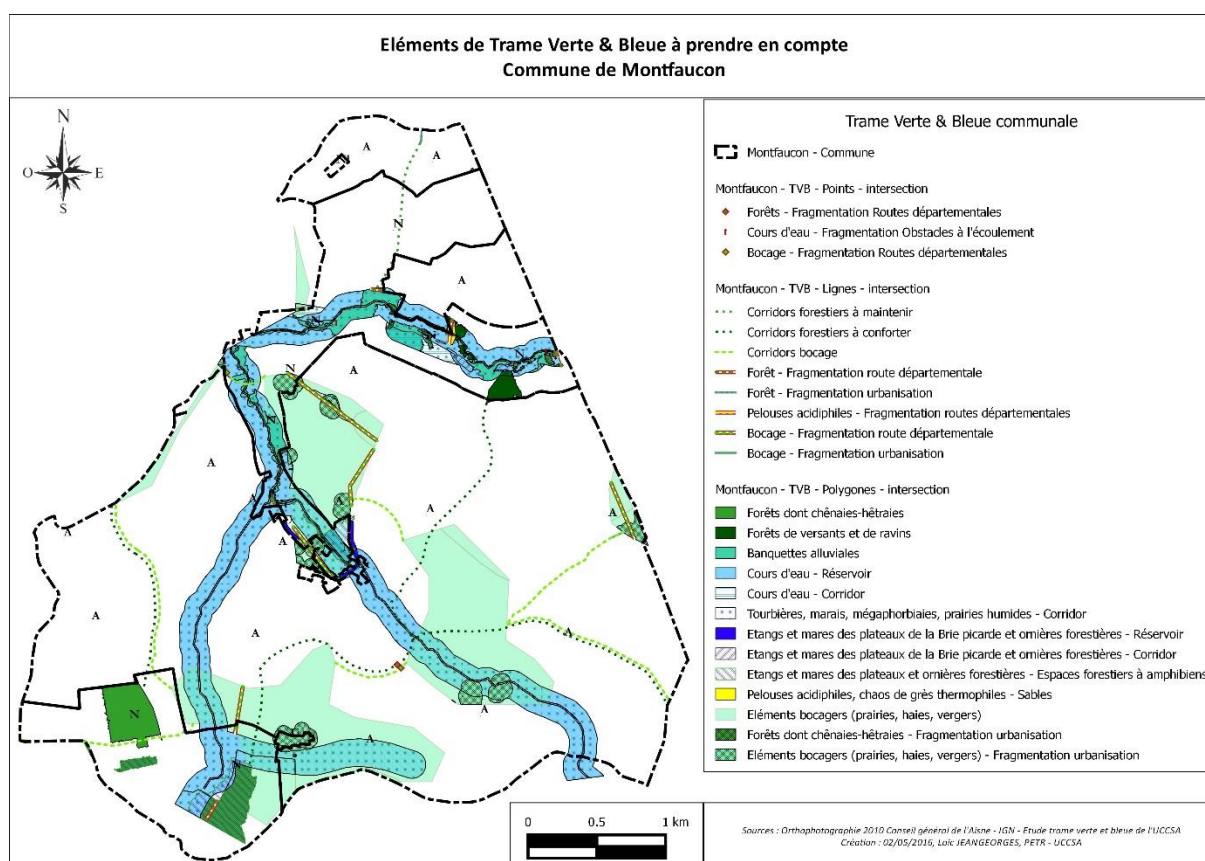 Eléments de Trame Verte & Bleue à prendre en compte
Commune de Montfaucon
N
O
E
S
Trame Verte & Bleue communale
Montfaucon - Commune
Montfaucon - TVB - Points - intersection
Forêts - Fragmentation Routes départementales
Cours d'eau - Fragmentation Obstacles à l'écoulement
Bocage - Fragmentation Routes départementales
Montfaucon - TVB - Lignes - intersection
Corridors forestiers à maintenir
Corridors forestiers à conforter
Corridors bocage
Forêt - Fragmentation route départementale
Forêt - Fragmentation urbanisation
Pelouses acidiphiles - Fragmentation routes départementales
Bocage - Fragmentation route départementale
Bocage - Fragmentation urbanisation
Montfaucon - TVB - Polygones - intersection
Forêts dont chênaies-hêtraies
Forêts de versants et de ravins
Banquettes alluviales
Cours d'eau - Réservoir
Cours d'eau - Corridor
Tourbières, marais, mégaphorbiaies, prairies humides - Corridor
Etangs et mares des plateaux de la Brie picarde et ornières forestières - Réservoir
Etangs et mares des plateaux de la Brie picarde et ornières forestières - Corridor
Etangs et mares des plateaux et ornières forestières - Espaces forestiers à amphibiens
Pelouses acidiphiles, chaos de grès thermophiles - Sables
Eléments bocagers (prairies, haies, vergers)
Forêts dont chênaies-hêtraies - Fragmentation urbanisation
Eléments bocagers (prairies, haies, vergers) - Fragmentation urbanisation
A
A
N
N
A
N
N
N
A
N
A
A
A
A
A
A
A
A
A
A
A
N
A
N
0 0.5 1 km
Sources : Orthophotographie 2010 Conseil général de l'Aisne - IGN - Etude trame verte et bleue de l'UCCSA
Création : 02/05/2016, Loïc JEANGEORGES, PETR - UCCSA